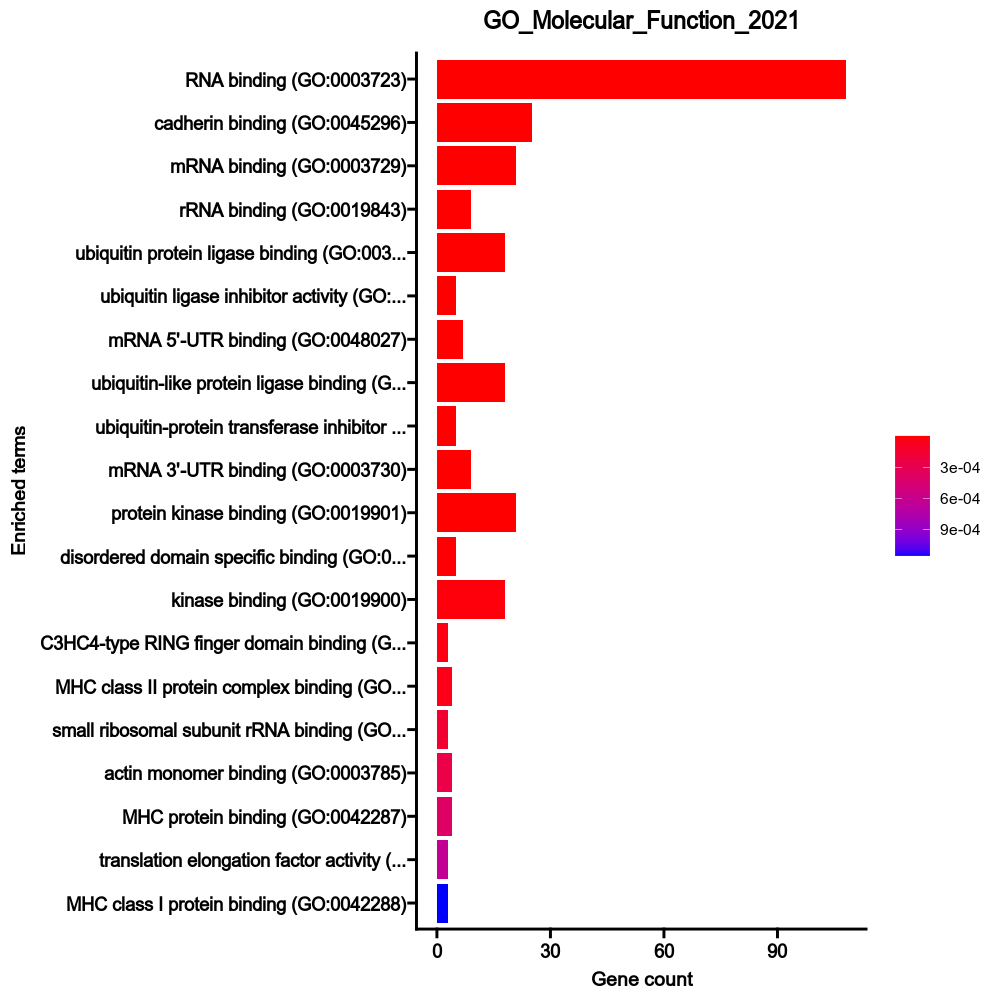 GO_Molecular_Function_2021
RNA binding (GO:0003723)
cadherin binding (GO:0045296)
mRNA binding (GO:0003729)
rRNA binding (GO:0019843)
ubiquitin protein ligase binding (GO:003...
ubiquitin ligase inhibitor activity (GO:...
mRNA 5'-UTR binding (GO:0048027)
ubiquitin-like protein ligase binding (G...
ubiquitin-protein transferase inhibitor ...
mRNA 3'-UTR binding (GO:0003730)
protein kinase binding (GO:0019901)
disordered domain specific binding (GO:0...
kinase binding (GO:0019900)
C3HC4-type RING finger domain binding (G...
MHC class II protein complex binding (GO...
small ribosomal subunit rRNA binding (GO...
actin monomer binding (GO:0003785)
MHC protein binding (GO:0042287)
translation elongation factor activity (...
MHC class I protein binding (GO:0042288)
Enriched terms
0 30 60 90
Gene count
3e-04
6e-04
9e-04